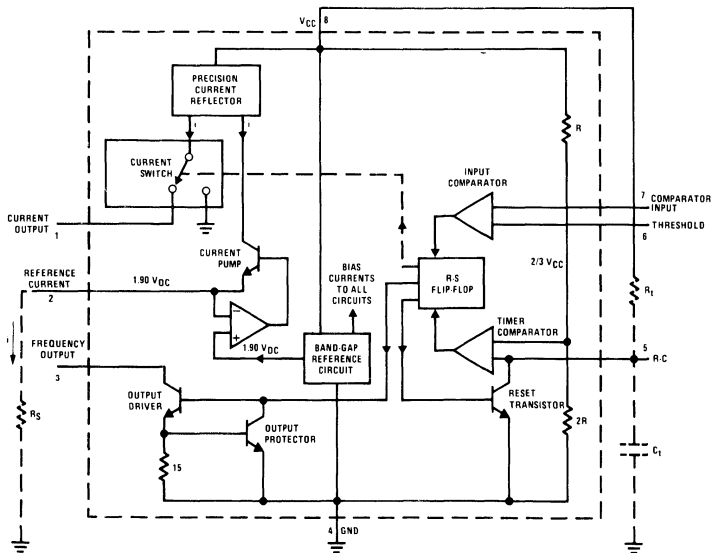 VCC 8
PRECISION
CURRENT
REFLECTOR
i
i
R
CURRENT
SWITCH
INPUT
COMPARATOR
7 COMPARATOR
INPUT
THRESHOLD
6
CURRENT
OUTPUT
1
2/3 VCC
CURRENT
PUMP
BIAS
CURRENTS
TO ALL
CIRCUITS
R-S
FLIP-FLOP
Rt
REFERENCE
CURRENT
2
1.90 VDC
−
+
1.90 VDC
TIMER
COMPARATOR
i
FREQUENCY
OUTPUT
3
BAND-GAP
REFERENCE
CIRCUIT
5
R-C
OUTPUT
DRIVER
RESET
TRANSISTOR
RS
OUTPUT
PROTECTOR
2R
15
Ct
4 GND